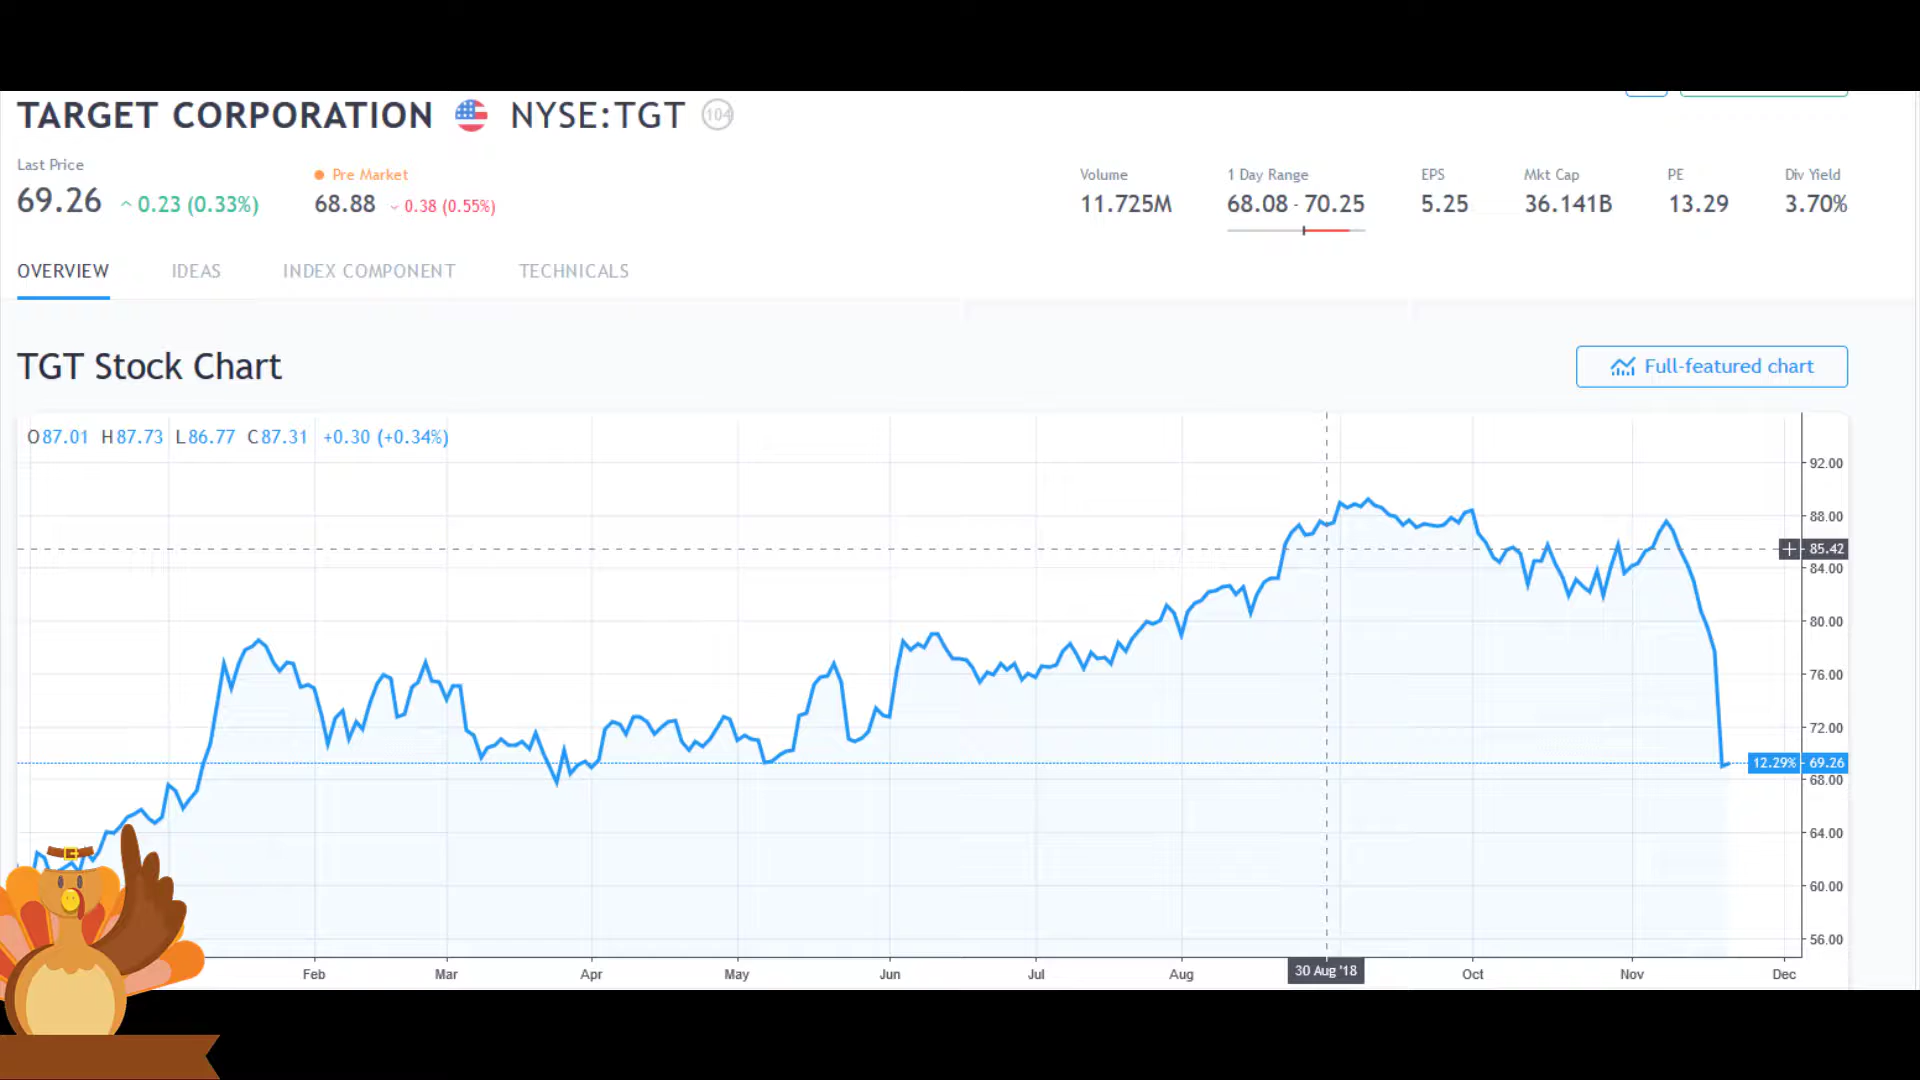 TARGET CORPORATION NYSE:TGT 104
Last Price
69.26 0.23 (0.33%)
Pre Market
68.88 0.38 (0.55%)
Volume 1 Day Range EPS Mkt Cap PE Div Yield
11.725M 68.08 - 70.25 5.25 36.141B 13.29 3.70%
OVERVIEW IDEAS INDEX COMPONENT TECHNICALS
TGT Stock Chart
Full-featured chart
O87.01 H87.73 L86.77 C87.31 +0.30 (+0.34%)
92.00
88.00
85.42
84.00
80.00
76.00
72.00
12.29% 69.26
68.00
64.00
60.00
56.00
Feb Mar Apr May Jun Jul Aug 30 Aug '18 Oct Nov Dec